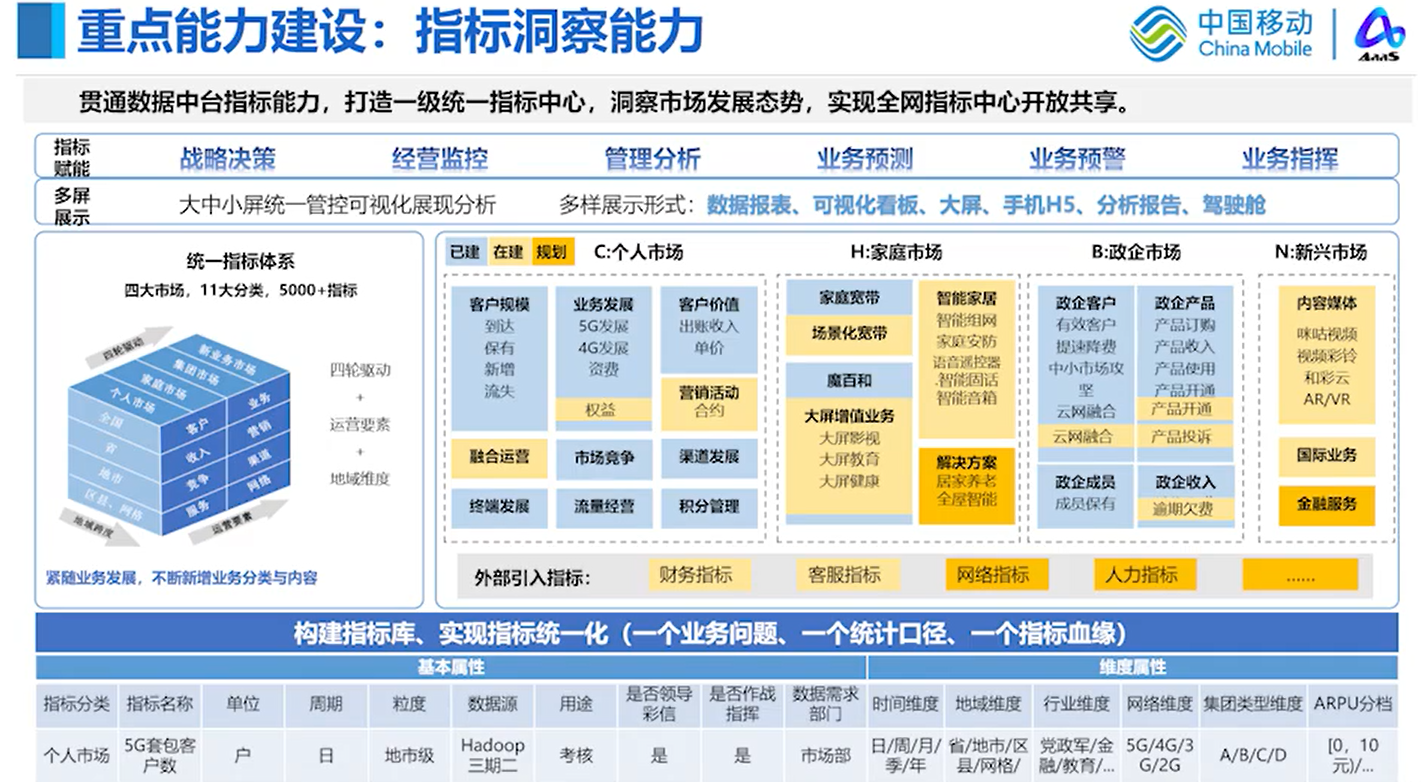 重点能力建设：指标洞察能力
中国移动
China Mobile
AaaS
贯通数据中台指标能力，打造一级统一指标中心，洞察市场发展态势，实现全网指标中心开放共享。
指标
赋能
战略决策 经营监控 管理分析 业务预测 业务预警 业务指挥
多屏
展示
大中小屏统一管控可视化展现分析 多样展示形式：数据报表、可视化看板、大屏、手机H5、分析报告、驾驶舱
统一指标体系
四大市场，11大分类，5000+指标
四轮驱动
新业务市场
集团市场
家庭市场
个人市场
全国
省
地市
区县、网格
客户
收入
竞争
服务
业务
营销
渠道
网络
地域跨度
运营要素
四轮驱动
+
运营要素
+
地域维度
紧随业务发展，不断新增业务分类与内容
已建 在建 规划
C:个人市场
客户规模
到达
保有
新增
流失
业务发展
5G发展
4G发展
资费
权益
客户价值
出账收入
单价
营销活动
合约
融合运营 市场竞争 渠道发展
终端发展 流量经营 积分管理
H:家庭市场
家庭宽带
场景化宽带
魔百和
大屏增值业务
大屏影视
大屏教育
大屏健康
智能家居
智能组网
家庭安防
语音遥控器
.智能固话
智能音箱
解决方案
居家养老
全屋智能
B:政企市场
政企客户
有效客户
提速降费
中小市场攻
坚
云网融合
云网融合
政企成员
成员保有
政企产品
产品订购
产品收入
产品使用
产品开通
产品开通
产品投诉
政企收入
逾期欠费
N:新兴市场
内容媒体
咪咕视频
视频彩铃
和彩云
AR/VR
国际业务
金融服务
外部引入指标： 财务指标 客服指标 网络指标 人力指标 ......
构建指标库、实现指标统一化（一个业务问题、一个统计口径、一个指标血缘）
基本属性 维度属性
指标分类 指标名称 单位 周期 粒度 数据源 用途 是否领导彩信 是否作战指挥 数据需求部门 时间维度 地域维度 行业维度 网络维度 集团类型维度 ARPU分档
个人市场 5G套包客户数 户 日 地市级 Hadoop三期二 考核 是 是 市场部 日/周/月/季/年 省/地市/区县/网格/ 党政军/金融/教育/... 5G/4G/3G/2G A/B/C/D [0，10元)/...